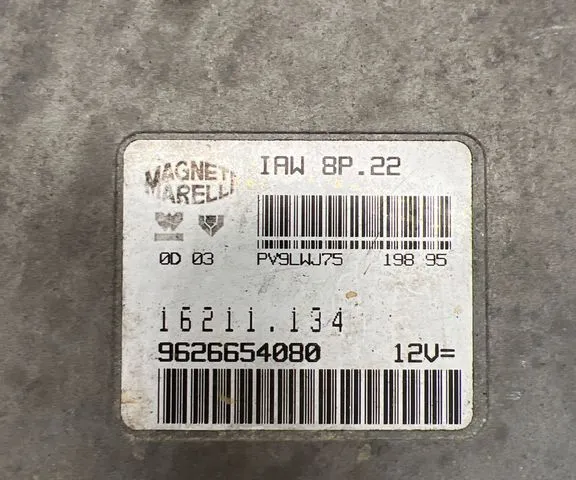 MAGNETI
MARELLI
IAW 8P.22
0D 03
PV9LWJ75
198 95
16211.134
9626654080
12V=